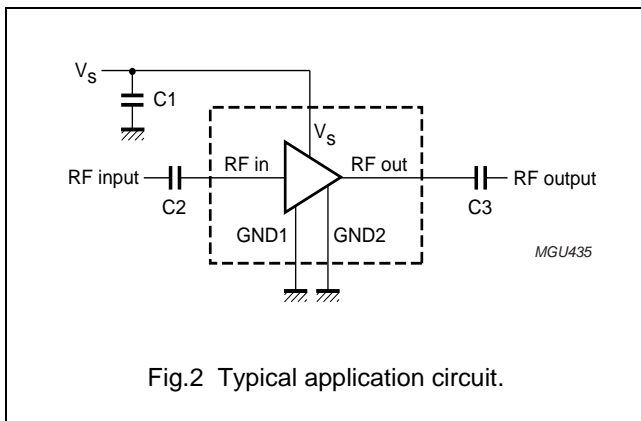 Vs
C1
Vs
RF input
RF in
RF out
RF output
C2
C3
GND1
GND2
MGU435
Fig.2 Typical application circuit.